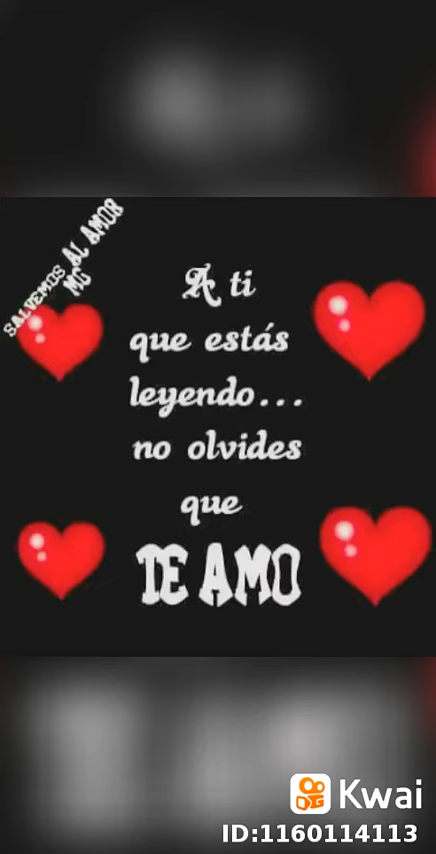 SALVEMOS AL AMOR
MG
A ti
que estás
leyendo...
no olvides
que
TE AMO
Kwai
ID:1160114113